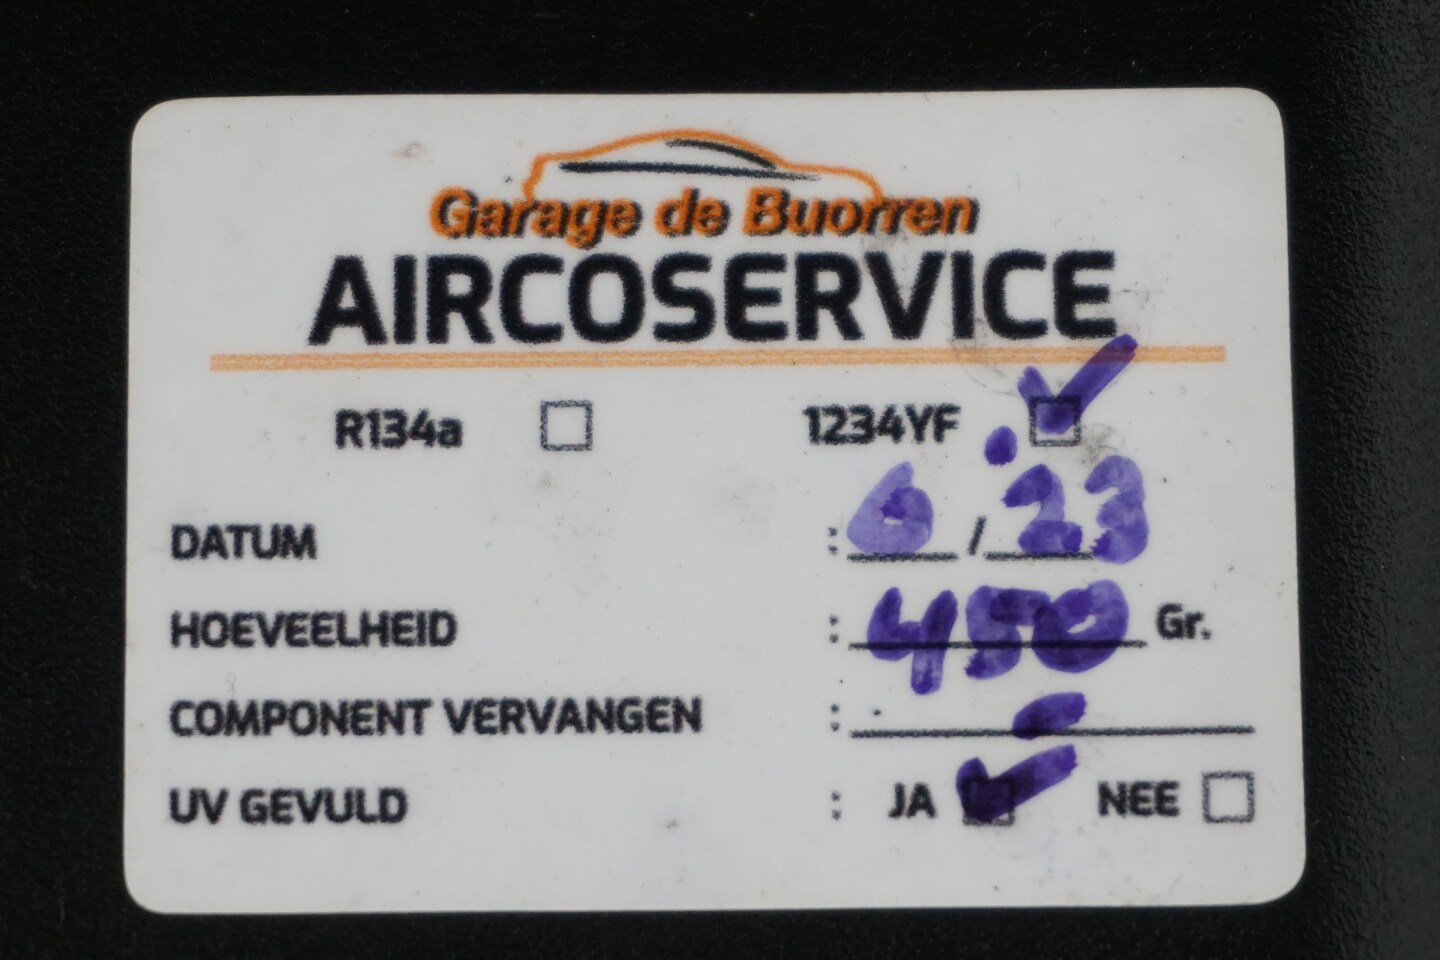 Garage de Buorren
AIRCOSERVICE
R134a 1234YF
DATUM : 6 / 23
HOEVEELHEID : 450 Gr.
COMPONENT VERVANGEN : -
UV GEVULD : JA NEE